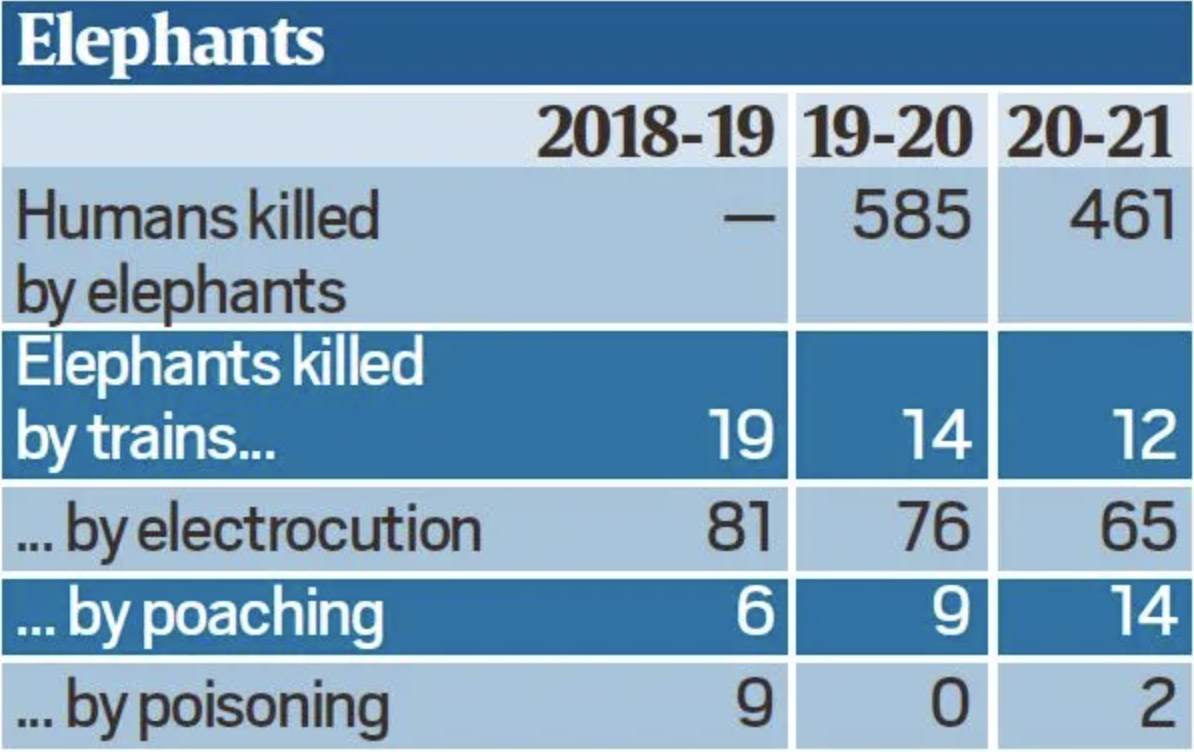 Elephants
2018-19 19-20 20-21
Humans killed — 585 461
by elephants
Elephants killed
by trains... 19 14 12
... by electrocution 81 76 65
... by poaching 6 9 14
... by poisoning 9 0 2